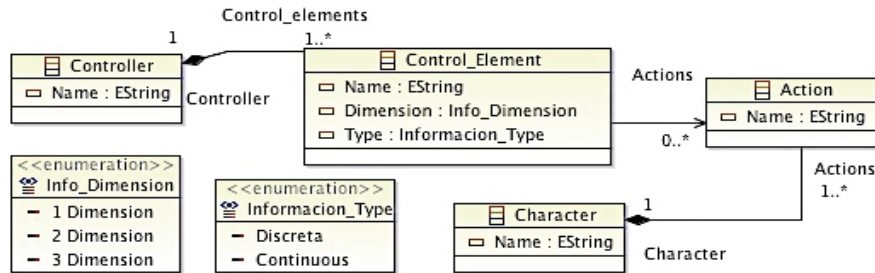 Control_elements
1
1..*
Controller
Name : EString
Controller
Control_Element
Name : EString
Dimension : Info_Dimension
Type : Informacion_Type
Actions
0..*
Action
Name : EString
<<enumeration>>
Info_Dimension
1 Dimension
2 Dimension
3 Dimension
<<enumeration>>
Informacion_Type
Discreta
Continuous
Actions
1..*
1
Character
Name : EString
Character